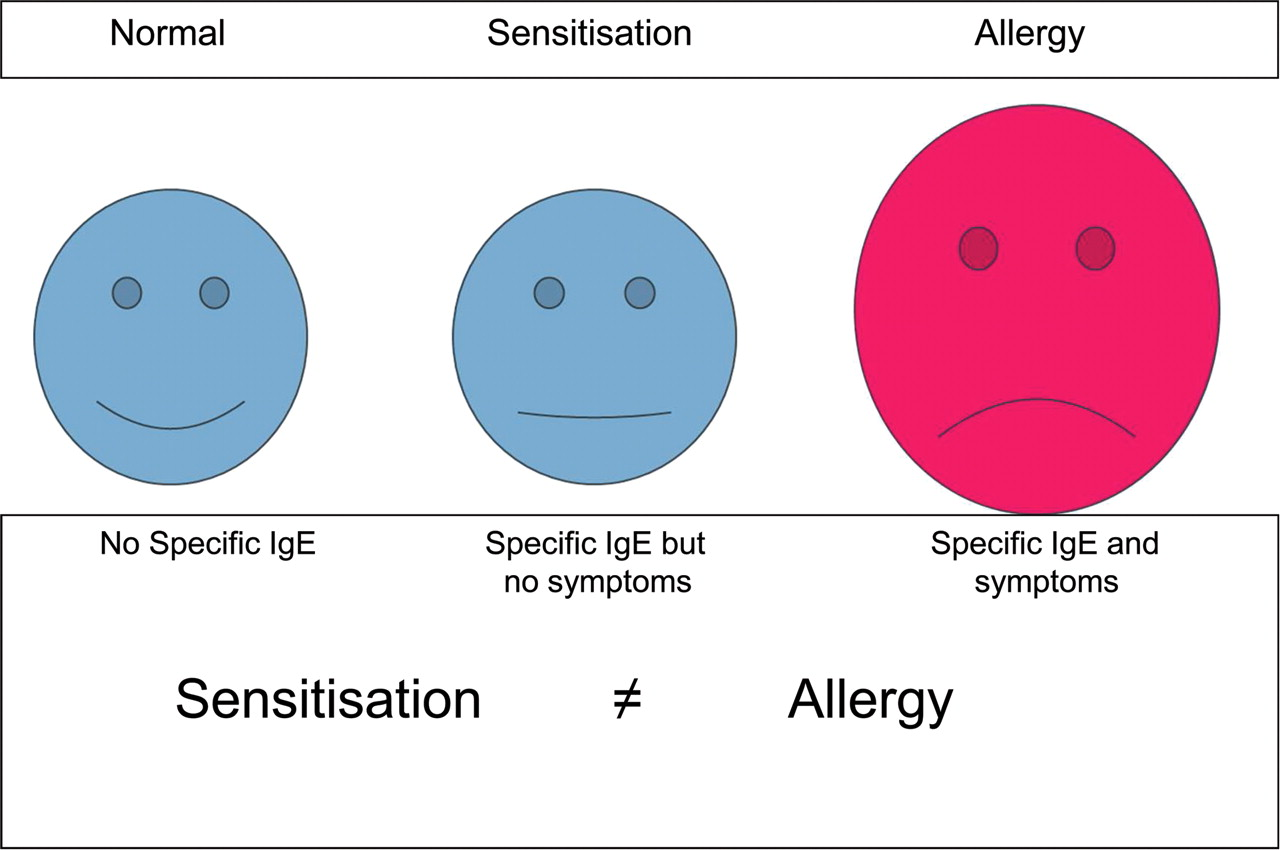 Normal Sensitisation Allergy
No Specific IgE Specific IgE but Specific IgE and
no symptoms symptoms
Sensitisation ≠ Allergy